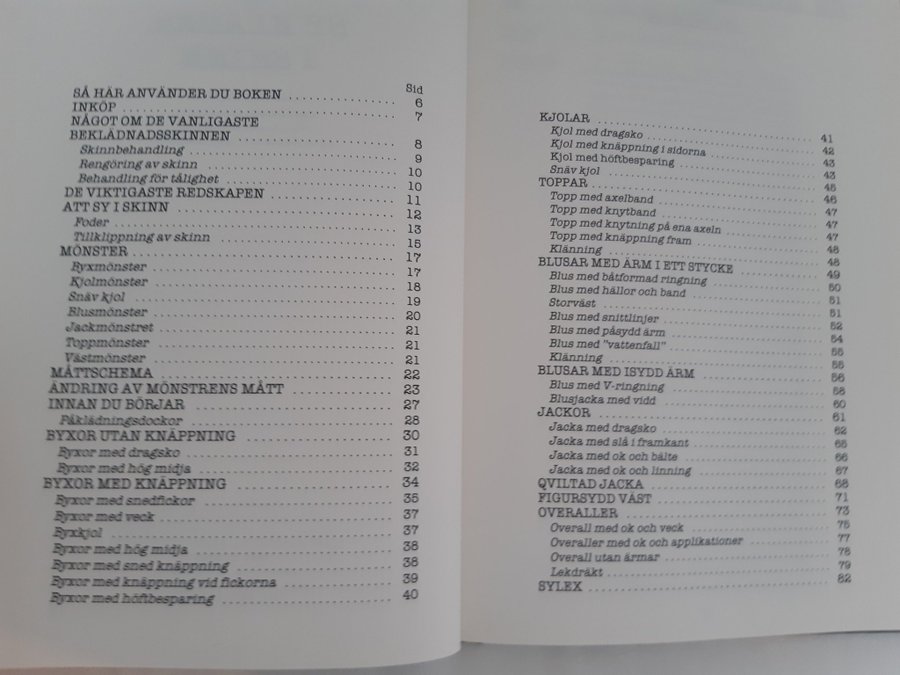 Sid
SÅ HÄR ANVÄNDER DU BOKEN 6
INKÖP 7
NÅGOT OM DE VANLIGASTE
BEKLÄDNADSSKINNEN 8
Skinnbehandling 9
Rengöring av skinn 10
Behandling för tålighet 10
DE VIKTIGASTE REDSKAPEN 11
ATT SY I SKINN 12
Foder 13
Tillklippning av skinn 15
MÖNSTER 17
Byxmönster 17
Kjolmönster 18
Snäv kjol 19
Blusmönster 20
Jackmönstret 21
Toppmönster 21
Västmönster 21
MÅTTSCHEMA 22
ÄNDRING AV MÖNSTRENS MÅTT 23
INNAN DU BÖRJAR 27
Påklädningsdockor 28
BYXOR UTAN KNÄPPNING 30
Byxor med dragsko 31
Byxor med hög midja 32
BYXOR MED KNÄPPNING 34
Byxor med snedfickor 35
Byxor med veck 37
Byxkjol 37
Byxor med hög midja 38
Byxor med sned knäppning 38
Byxor med knäppning vid fickorna 39
Byxor med höftbesparing 40
KJOLAR 41
Kjol med dragsko 42
Kjol med knäppning i sidorna 43
Kjol med höftbesparing 43
Snäv kjol 45
TOPPAR 46
Topp med axelband 47
Topp med knytband 47
Topp med knytning på ena axeln 47
Topp med knäppning fram 48
Klänning 48
BLUSAR MED ÄRM I ETT STYCKE 49
Blus med båtformad ringning 50
Blus med hällor och band 51
Storväst 51
Blus med snittlinjer 52
Blus med påsydd ärm 54
Blus med "vattenfall" 55
Klänning 55
BLUSAR MED ISYDD ÄRM 56
Blus med V-ringning 58
Blusjacka med vidd 60
JACKOR 61
Jacka med dragsko 62
Jacka med slå i framkant 65
Jacka med ok och bälte 66
Jacka med ok och linning 67
QVILTAD JACKA 68
FIGURSYDD VÄST 71
OVERALLER 73
Overall med ok och veck 75
Overaller med ok och applikationer 77
Overall utan ärmar 78
Lekdräkt 79
SYLEX 82